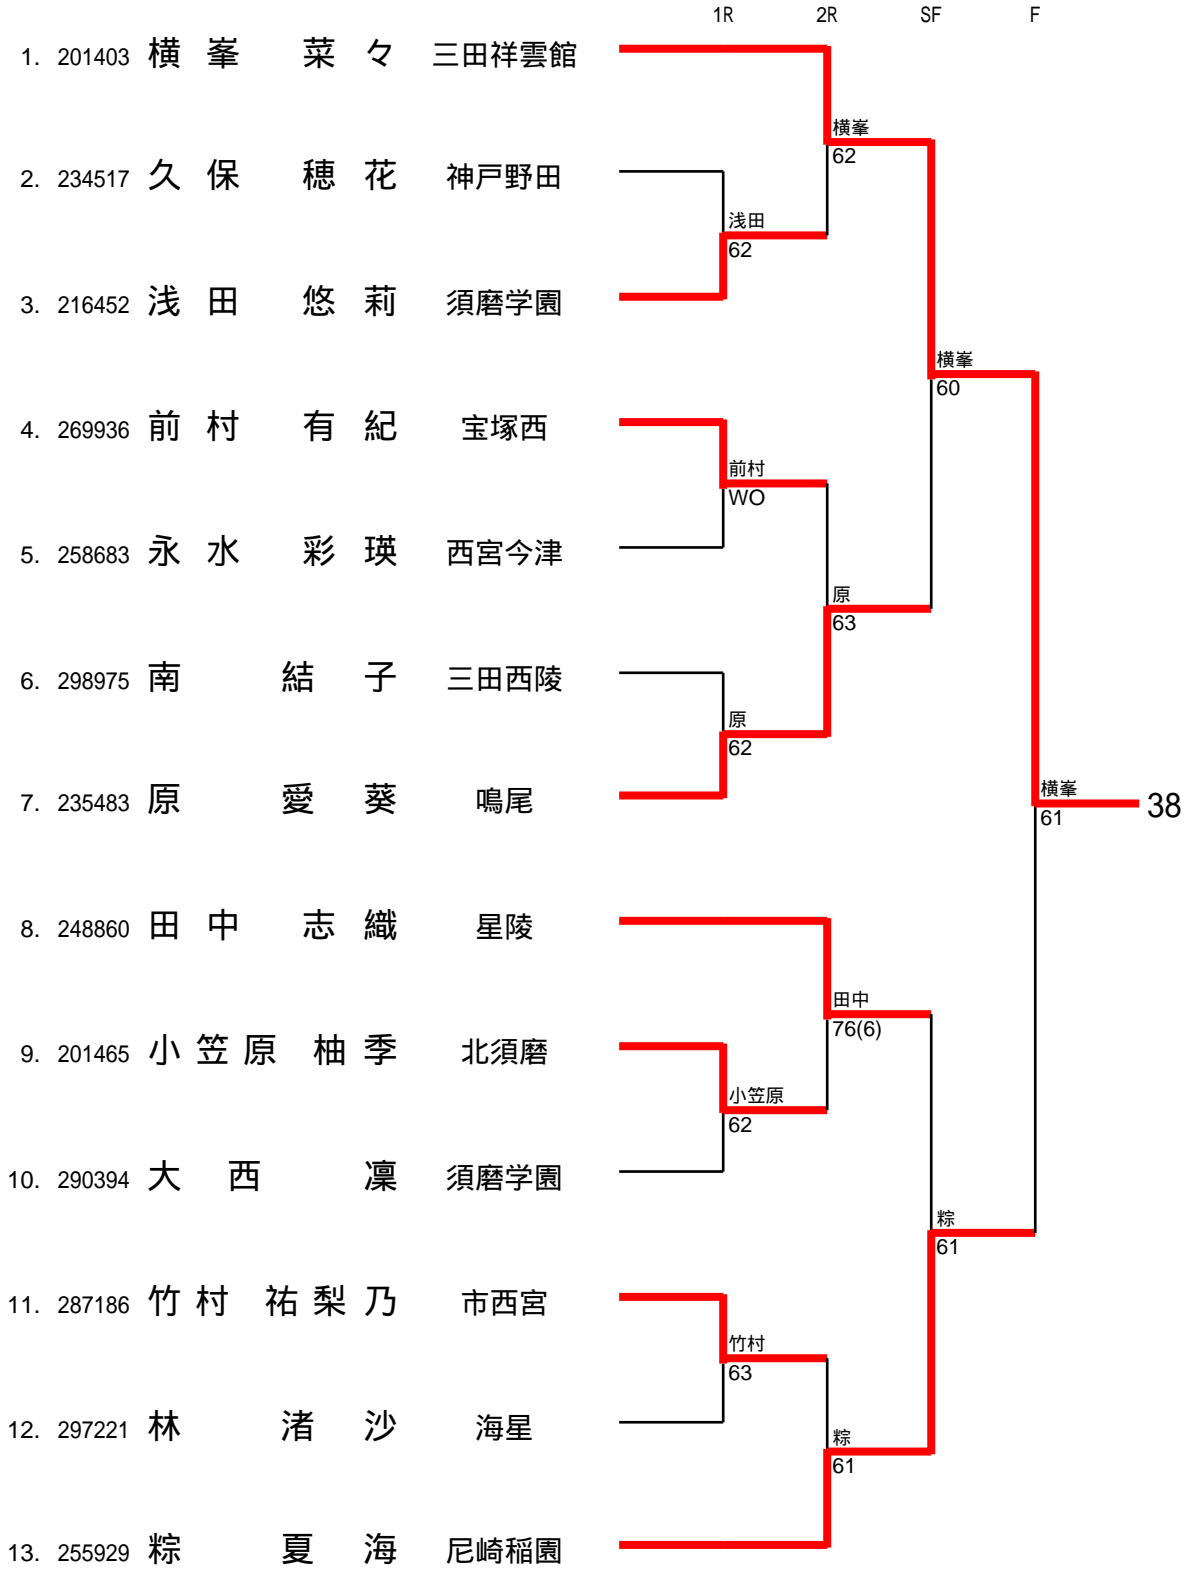 1R 2R SF F
1. 201403 横峯 菜々 三田祥雲館
横峯
62
2. 234517 久保 穂花 神戸野田
浅田
62
3. 216452 浅田 悠莉 須磨学園
横峯
60
4. 269936 前村 有紀 宝塚西
前村
WO
5. 258683 永水 彩瑛 西宮今津
原
63
6. 298975 南 結子 三田西陵
原
62
7. 235483 原 愛葵 鳴尾
横峯
61
38
8. 248860 田中 志織 星陵
田中
76(6)
9. 201465 小笠原 柚季 北須磨
小笠原
62
10. 290394 大西 凜 須磨学園
粽
61
11. 287186 竹村 祐梨乃 市西宮
竹村
63
12. 297221 林 渚沙 海星
粽
61
13. 255929 粽 夏海 尼崎稲園